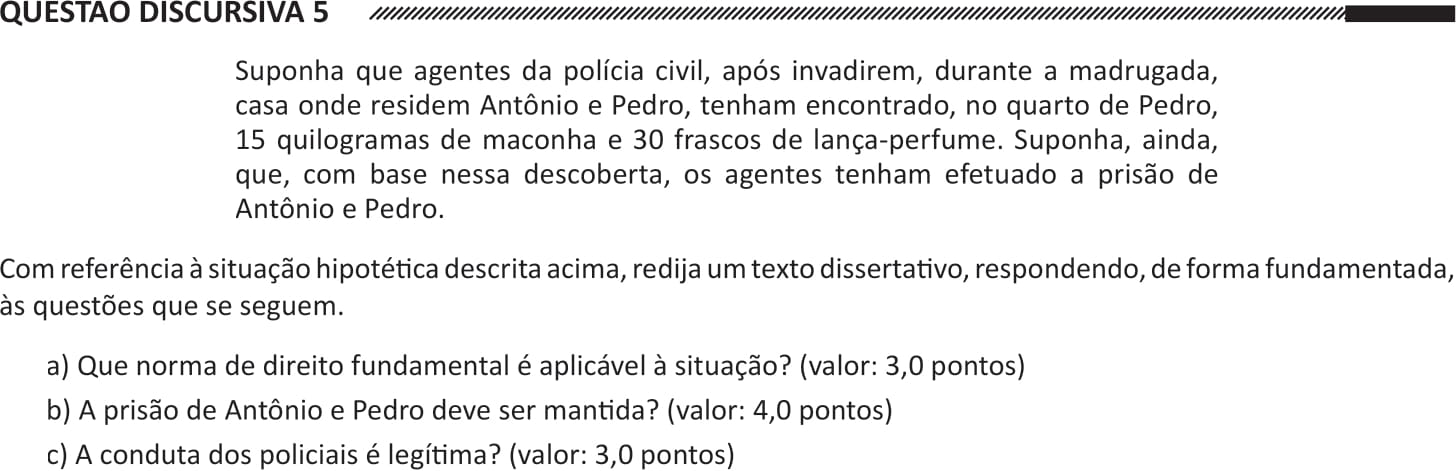 QUESTÃO DISCURSIVA 5
Suponha que agentes da polícia civil, após invadirem, durante a madrugada,
casa onde residem Antônio e Pedro, tenham encontrado, no quarto de Pedro,
15 quilogramas de maconha e 30 frascos de lança-perfume. Suponha, ainda,
que, com base nessa descoberta, os agentes tenham efetuado a prisão de
Antônio e Pedro.
Com referência à situação hipotética descrita acima, redija um texto dissertativo, respondendo, de forma fundamentada,
às questões que se seguem.
a) Que norma de direito fundamental é aplicável à situação? (valor: 3,0 pontos)
b) A prisão de Antônio e Pedro deve ser mantida? (valor: 4,0 pontos)
c) A conduta dos policiais é legítima? (valor: 3,0 pontos)